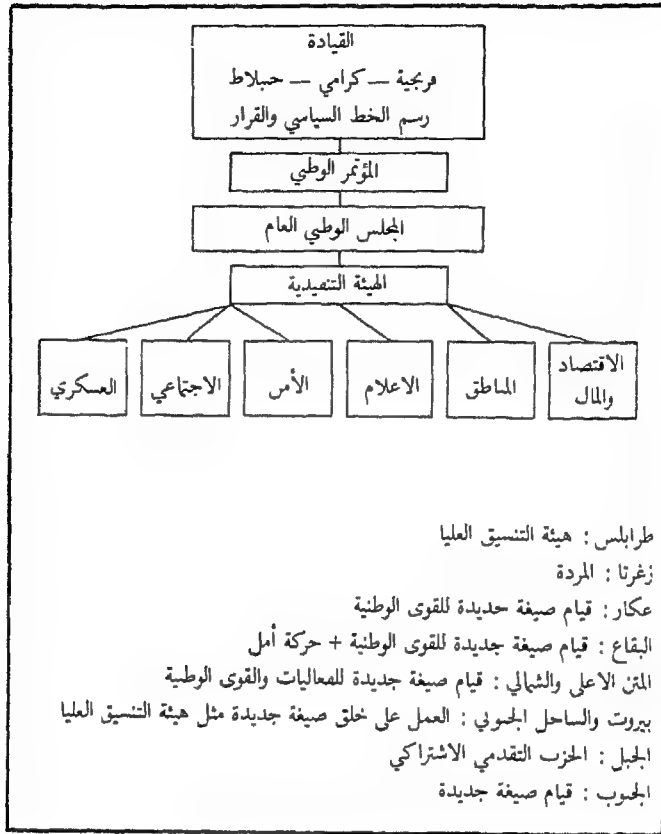 القيادة
فرنجية — كرامي — جنبلاط
رسم الخط السياسي والقرار
المؤتمر الوطني
المجلس الوطني العام
الهيئة التنفيذية
الاقتصاد
والمال
المناطق
الاعلام
الأمن
الاجتماعي
العسكري
طرابلس : هيئة التنسيق العليا
زغرتا : المردة
عكار : قيام صيغة جديدة للقوى الوطنية
البقاع : قيام صيغة جديدة للقوى الوطنية + حركة أمل
المتن الاعلى والشمالي : قيام صيغة جديدة للفعاليات والقوى الوطنية
بيروت والساحل الجنوبي : العمل على خلق صيغة جديدة مثل هيئة التنسيق العليا
الجبل : الحزب التقدمي الاشتراكي
الجنوب : قيام صيغة جديدة